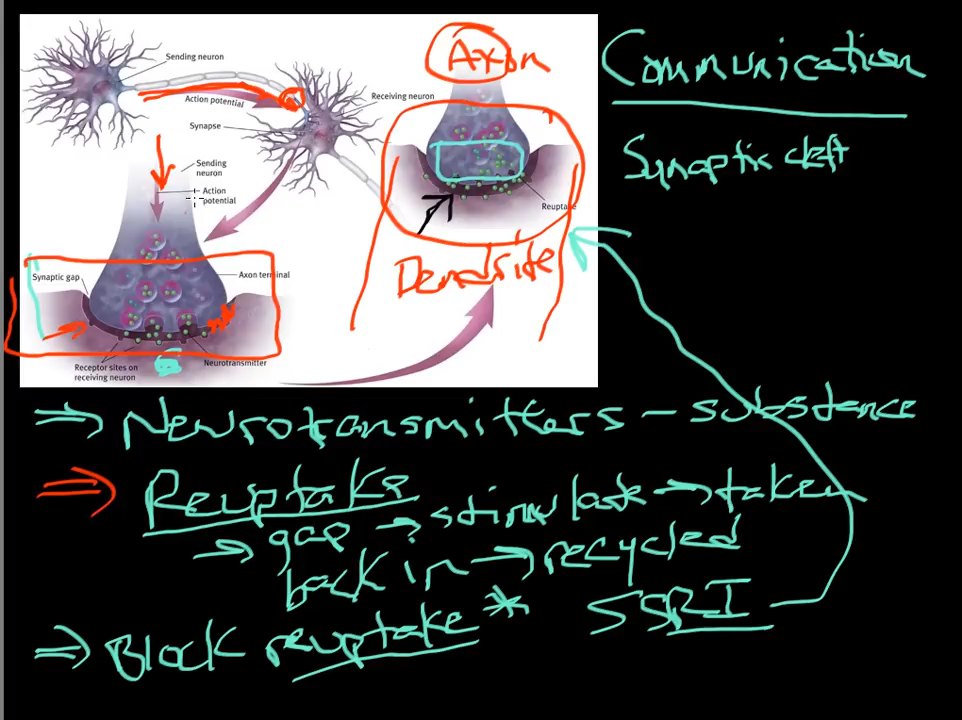 Sending neuron
Action potential
Synapse
Receiving neuron
Sending
neuron
Action
potential
Synaptic gap
Axon terminal
Receptor sites on
receiving neuron
Neurotransmitter
Axon
Reuptake
Dendrite
Communication
Synaptic cleft
⇒ Neurotransmitters - substance
⇒ Reuptake
→ gap → stimulate → taken
back in → recycled
⇒ Block reuptake * SSRI